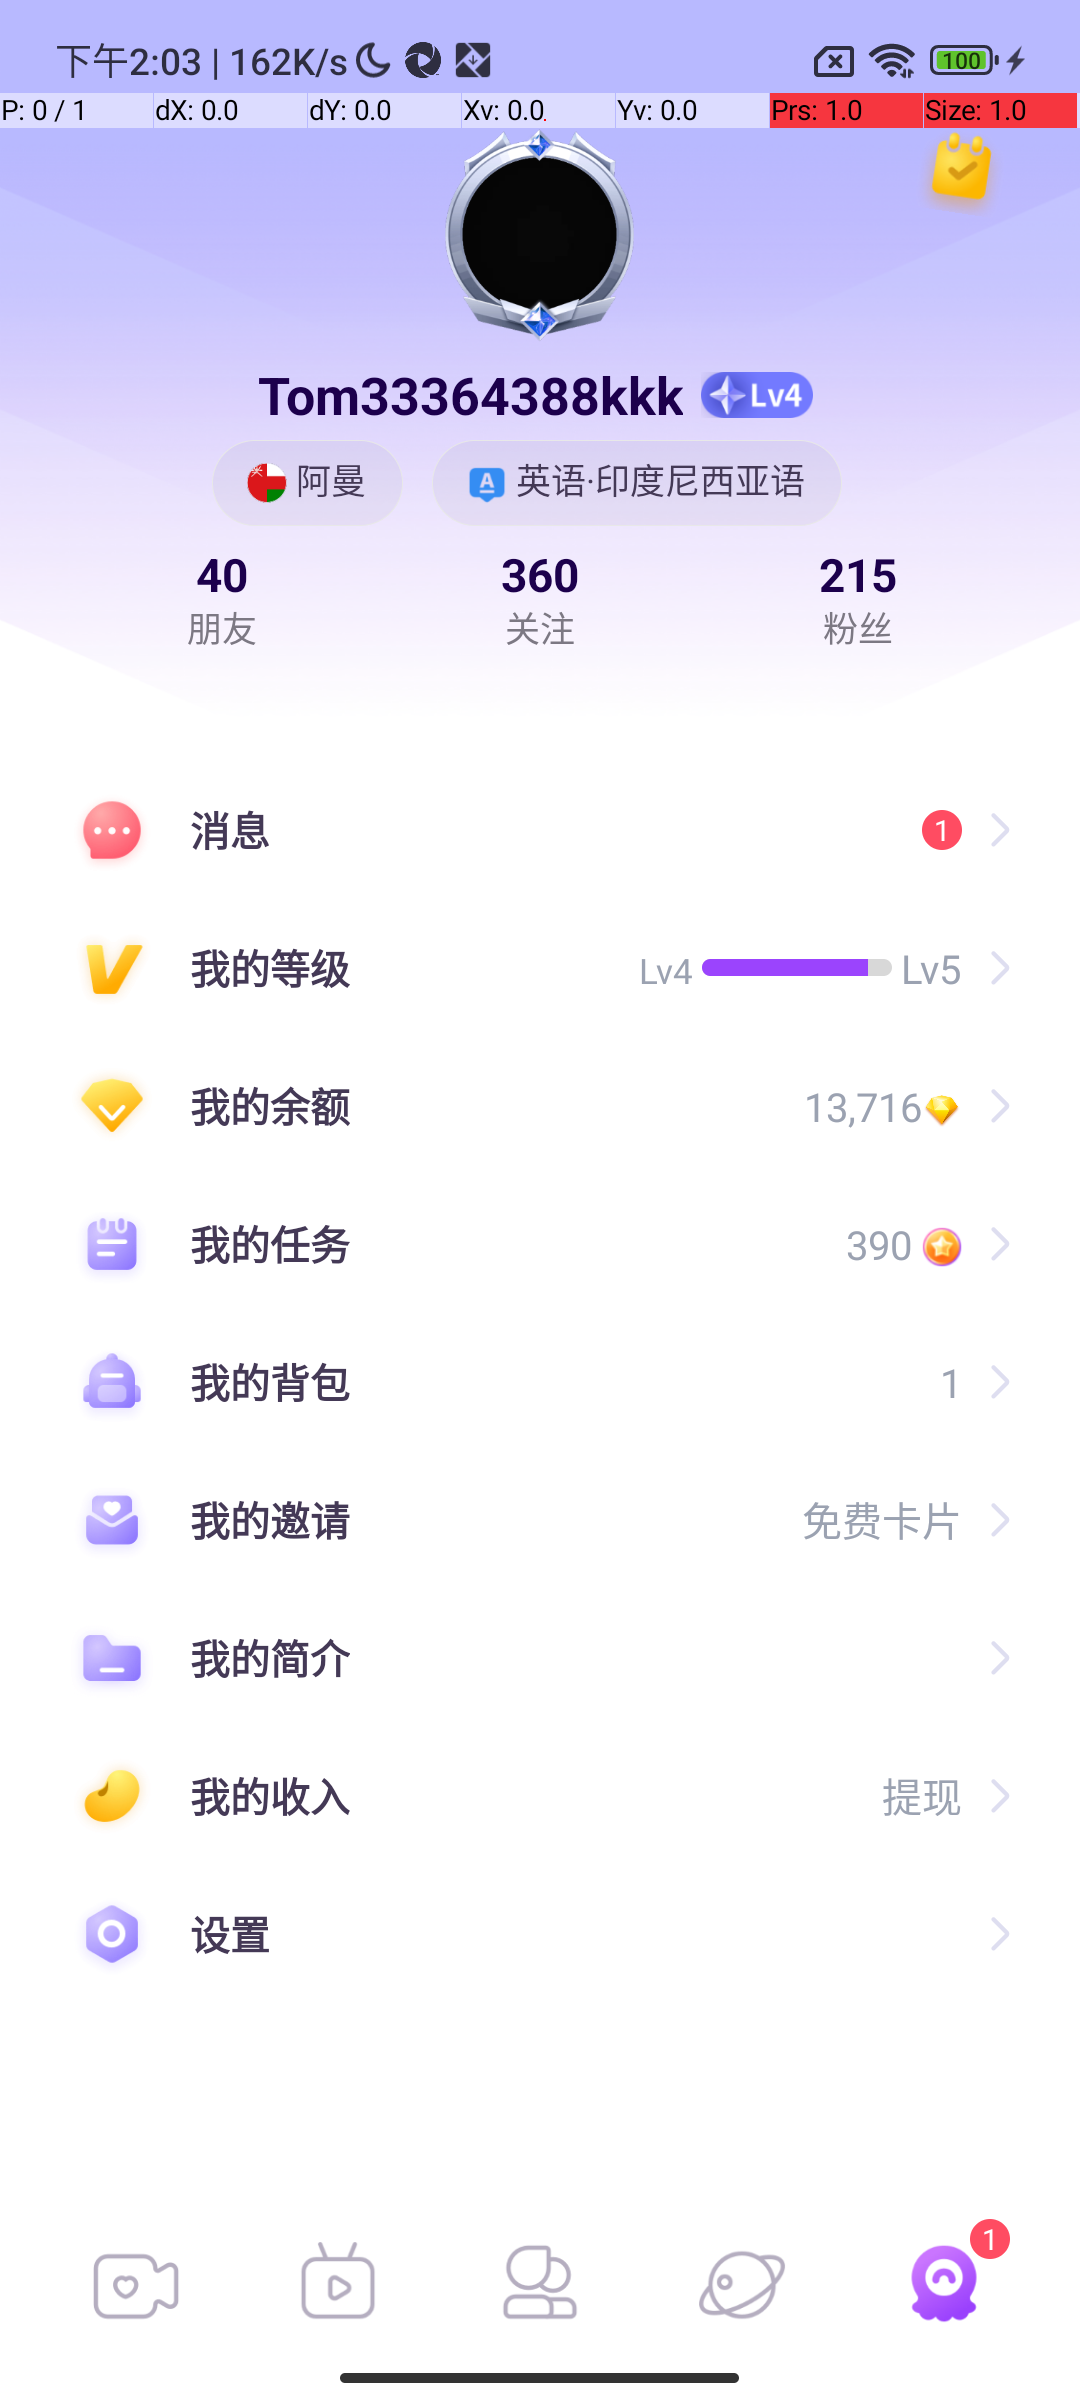 下午2:03 | 162K/s
100
P: 0 / 1
dX: 0.0
dY: 0.0
Xv: 0.0
Yv: 0.0
Prs: 1.0
Size: 1.0
Tom33364388kkk
Lv4
阿曼
A 英语·印度尼西亚语
40
360
215
朋友
关注
粉丝
消息
1
我的等级
Lv4
Lv5
我的余额
13,716
我的任务
390
我的背包
1
我的邀请
免费卡片
我的简介
我的收入
提现
设置
1